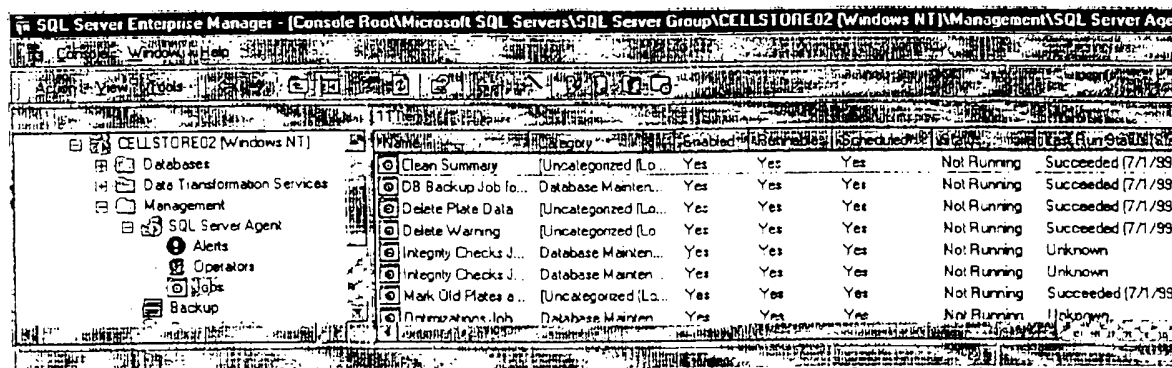 SQL Server Enterprise Manager - [Console Root\Microsoft SQL Servers\SQL Server Group\CELLSTORE02 (Windows NT)\Management\SQL Server Age
Window Help
Action View Tools
CELLSTORE02 (Windows NT)
Databases
Data Transformation Services
Management
SQL Server Agent
Alerts
Operators
Jobs
Backup
Name Category Enabled Runnable Scheduled Status Last Run Status
Clean Summary [Uncategorized (Lo... Yes Yes Yes Not Running Succeeded (7/1/99
DB Backup Job fo... Database Mainten... Yes Yes Yes Not Running Succeeded (7/1/99
Delete Plate Data [Uncategorized (Lo... Yes Yes Yes Not Running Succeeded (7/1/99
Delete Warning [Uncategorized (Lo Yes Yes Yes Not Running Succeeded (7/1/99
Integrity Checks J... Database Mainten... Yes Yes Yes Not Running Unknown
Integrity Checks J... Database Mainten... Yes Yes Yes Not Running Unknown
Mark Old Plates a... [Uncategorized (Lo... Yes Yes Yes Not Running Succeeded (7/1/99
Optimizations Job Database Mainten Yes Yes Yes Not Running Unknown